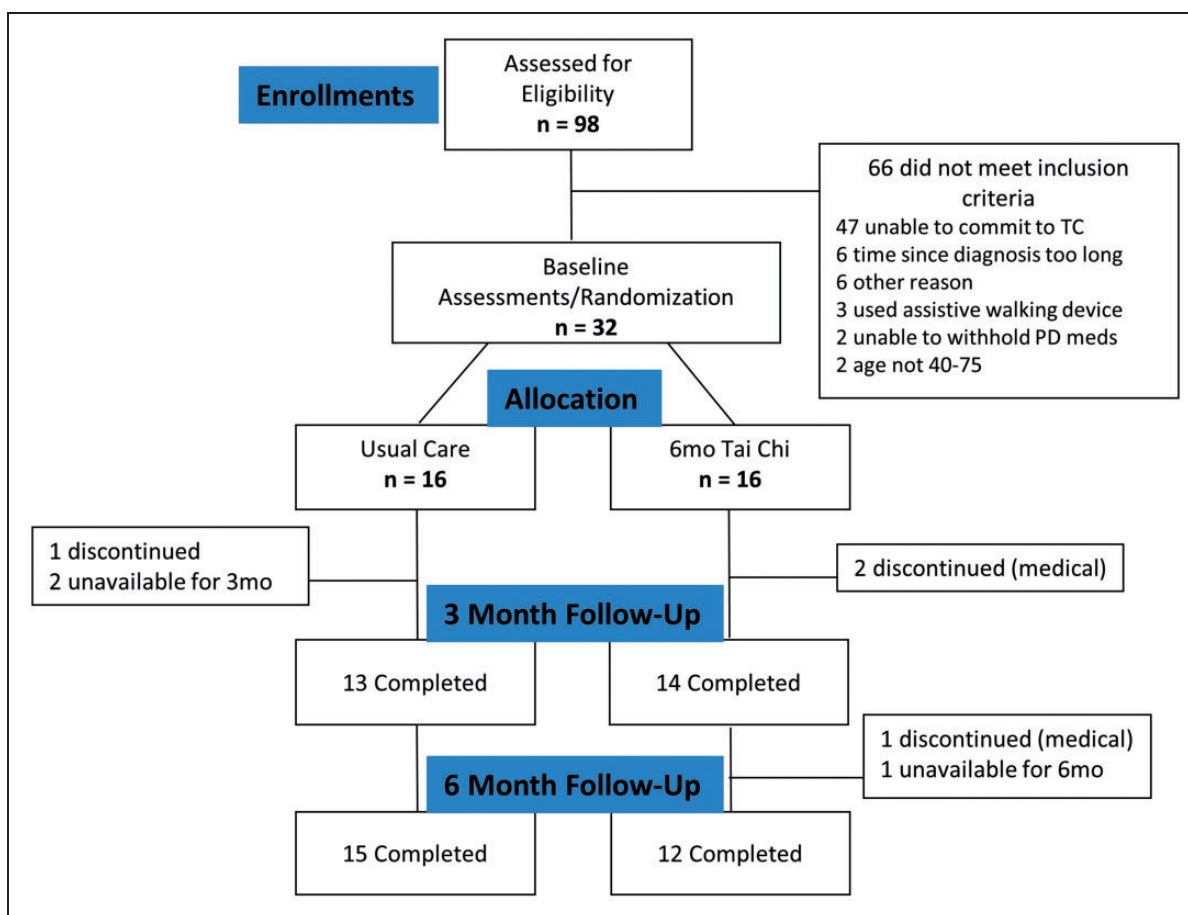 Assessed for
Eligibility
n = 98
Enrollments
66 did not meet inclusion
criteria
47 unable to commit to TC
6 time since diagnosis too long
6 other reason
3 used assistive walking device
2 unable to withhold PD meds
2 age not 40-75
Baseline
Assessments/Randomization
n = 32
Allocation
Usual Care
n = 16
6mo Tai Chi
n = 16
1 discontinued
2 unavailable for 3mo
2 discontinued (medical)
3 Month Follow-Up
13 Completed
14 Completed
1 discontinued (medical)
1 unavailable for 6mo
6 Month Follow-Up
15 Completed
12 Completed